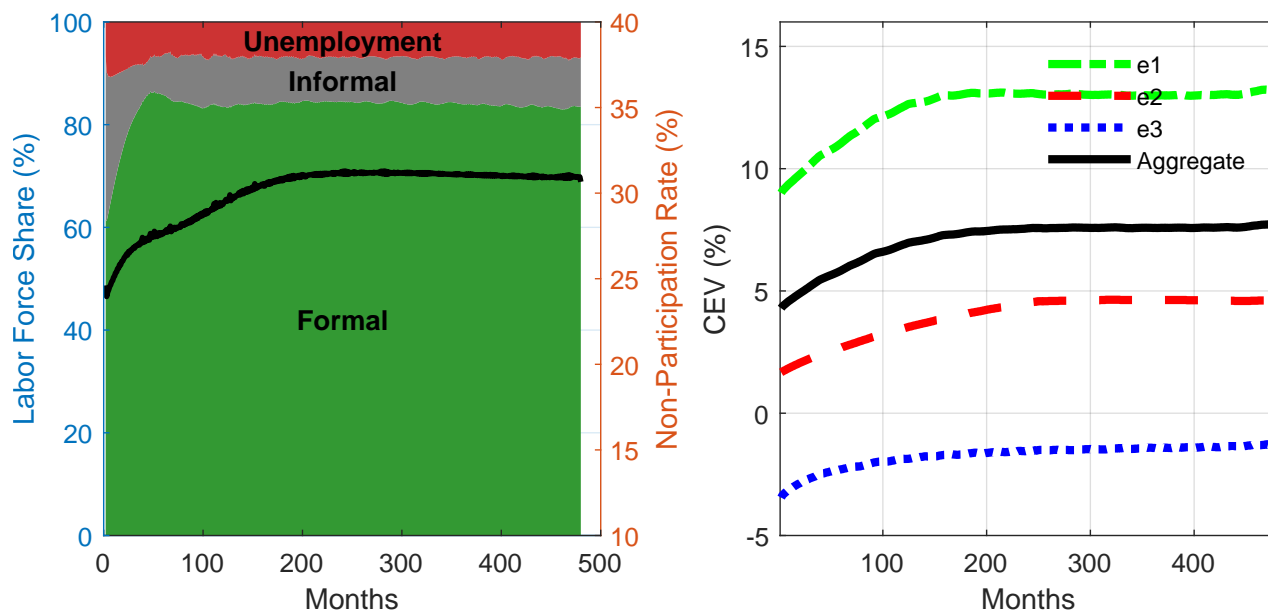 100
80
60
40
20
0
Labor Force Share (%)
Unemployment
Informal
Formal
40
35
30
25
20
15
10
Non-Participation Rate (%)
0 100 200 300 400 500
Months
15
10
5
0
-5
CEV (%)
e1
e2
e3
Aggregate
100 200 300 400
Months